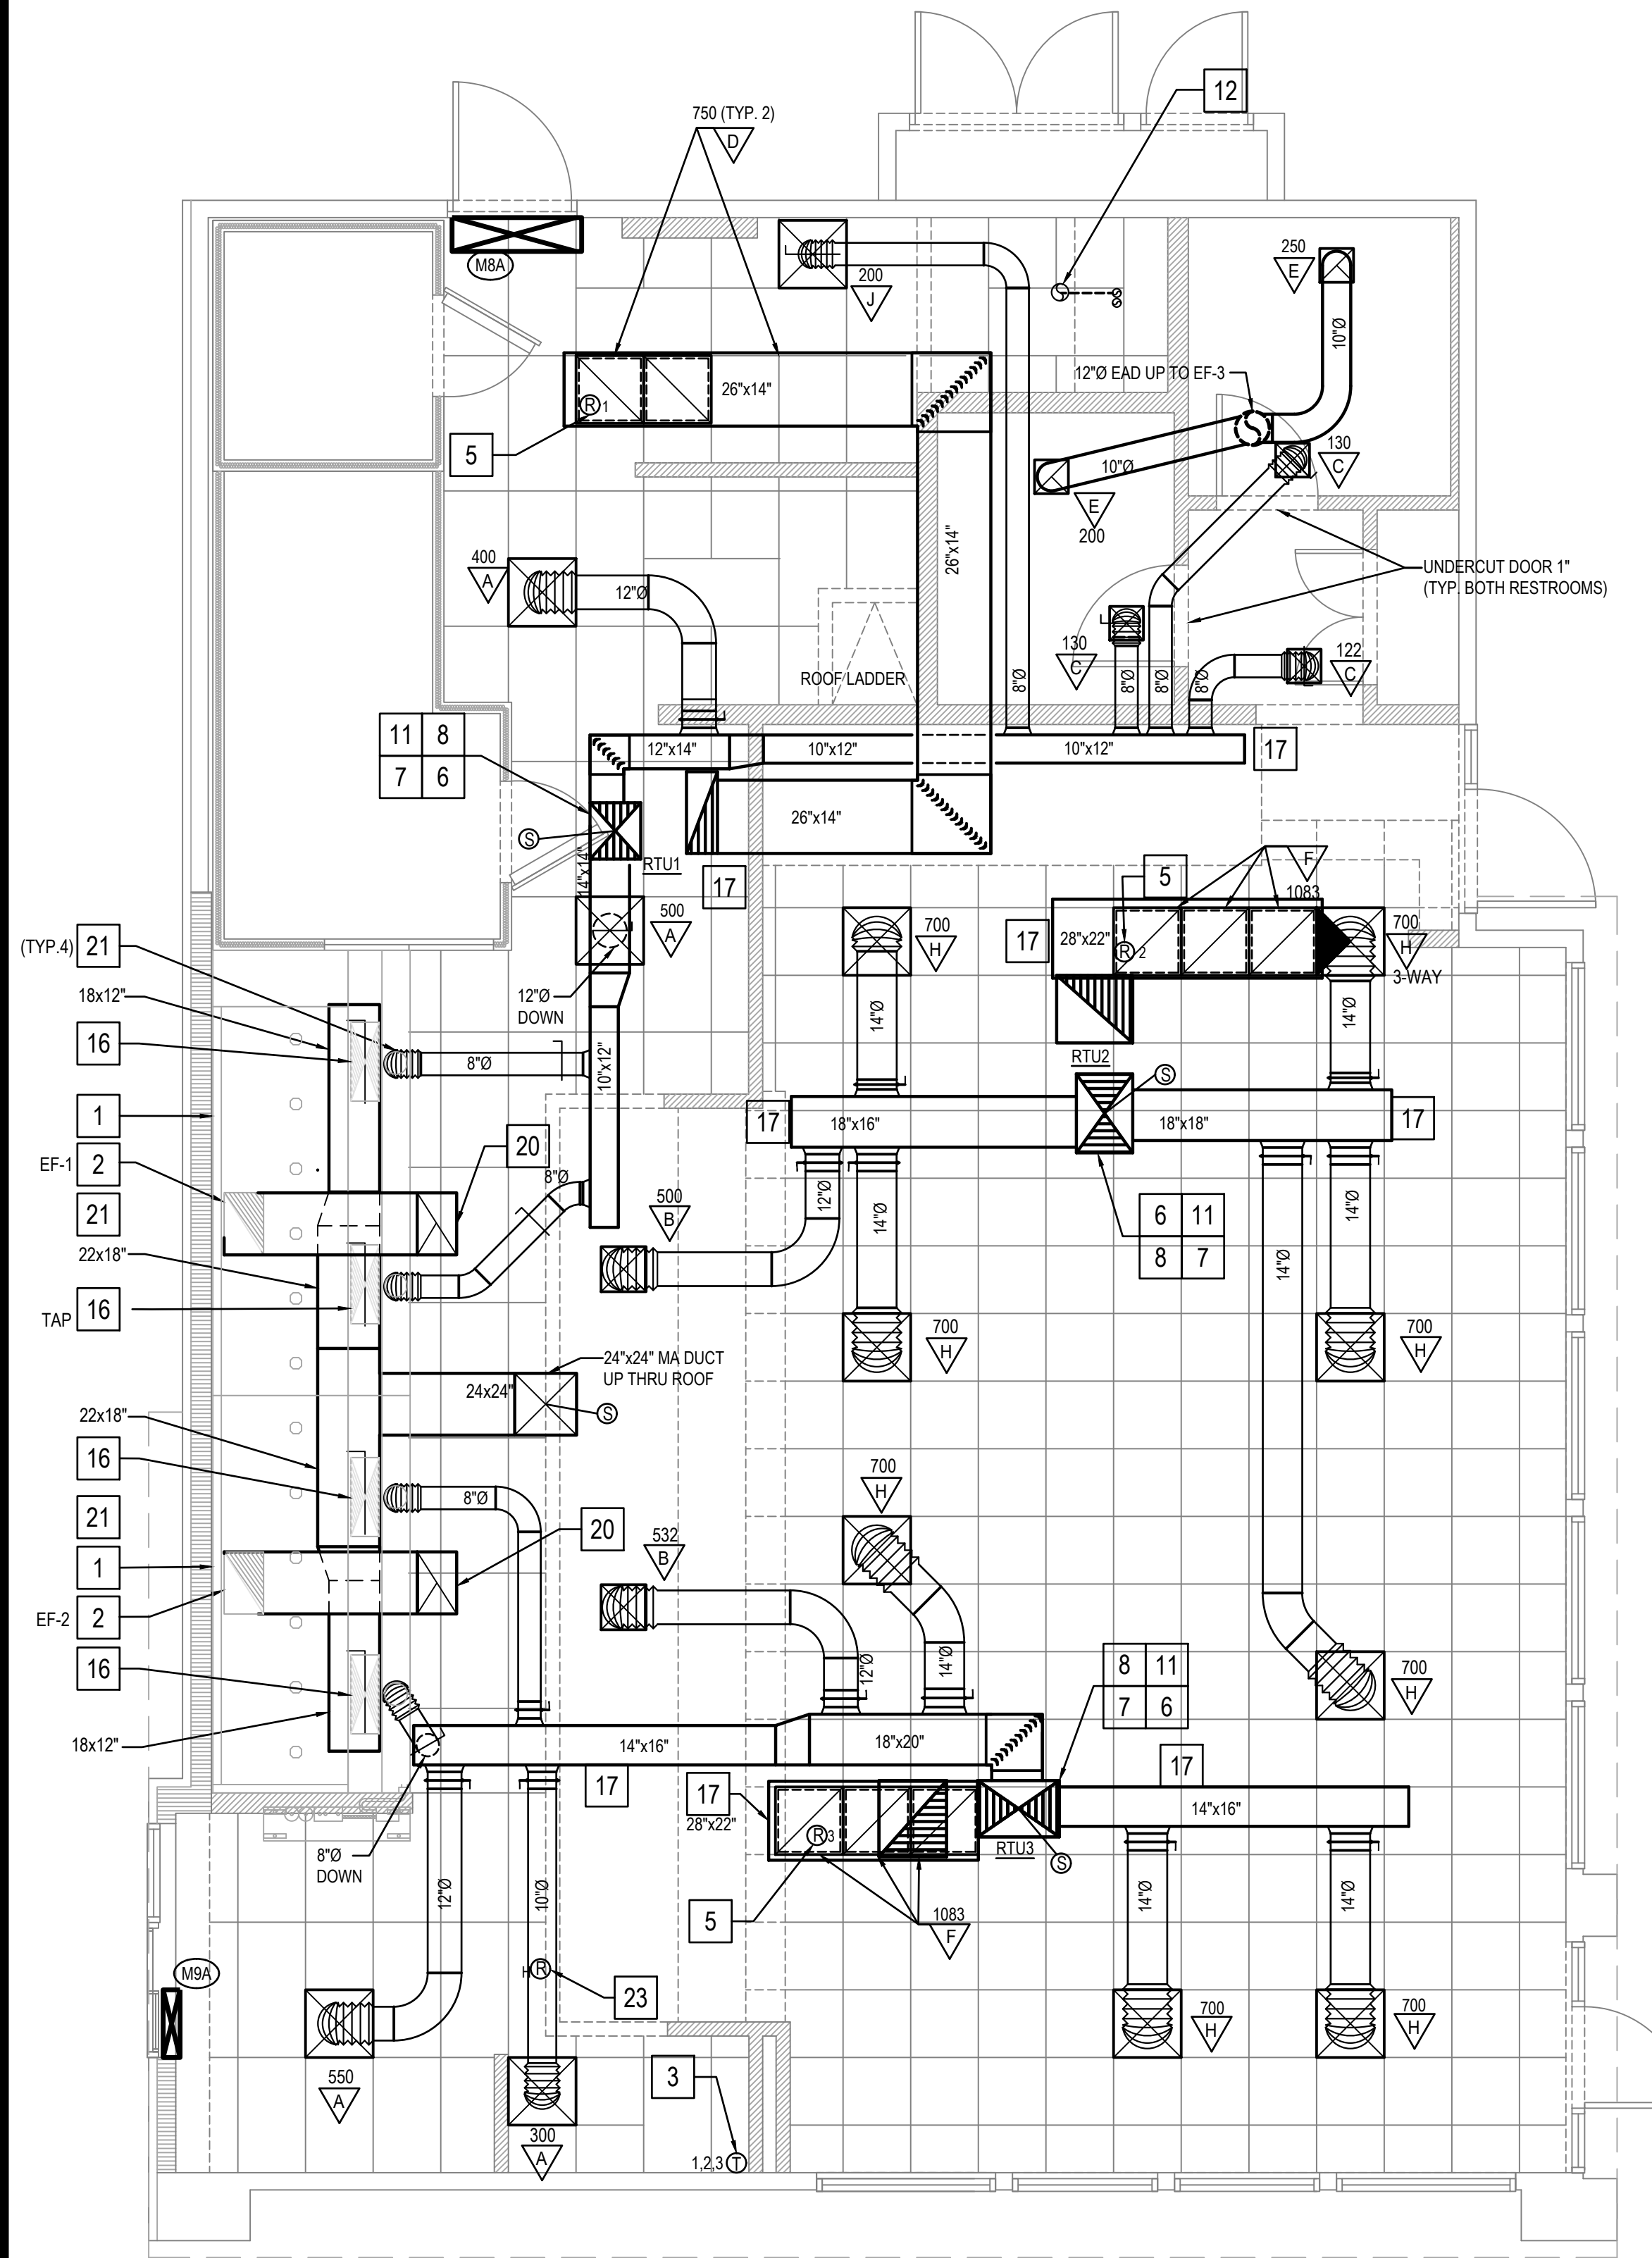 12
750 (TYP. 2)
D
M8A
200
J
250
E
10"Ø
12"Ø EAD UP TO EF-3
26"x14"
R 1
5
130
C
10"Ø
E
200
26"x14"
400
A
12"Ø
UNDERCUT DOOR 1"
(TYP. BOTH RESTROOMS)
130
C
122
C
8"Ø
8"Ø
8"Ø
8"Ø
ROOF LADDER
11 8
7 6
12"x14"
10"x12"
10"x12"
17
26"x14"
S
RTU1
14"x14"
17
5
F
1083
500
A
700
H
17
28"x22"
R 2
700
H
3-WAY
(TYP.4) 21
18x12"
16
12"Ø
DOWN
14"Ø
14"Ø
8"Ø
10"x12"
RTU2
S
1
17
18"x16"
18"x18"
17
EF-1 2
20
21
8"Ø
500
B
12"Ø
14"Ø
14"Ø
6 11
8 7
22x18"
14"Ø
TAP 16
700
H
700
H
24"x24" MA DUCT
UP THRU ROOF
24x24"
S
22x18"
16
8"Ø
700
H
21
20
532
B
1
EF-2 2
16
12"Ø
14"Ø
8 11
7 6
700
H
18x12"
14"x16"
18"x20"
17
17
28"x22"
17
14"x16"
R 3
RTU3
S
8"Ø
DOWN
12"Ø
10"Ø
14"Ø
14"Ø
5
1083
F
M9A
H R
23
700
H
700
H
550
A
3
300
A
1,2,3 T